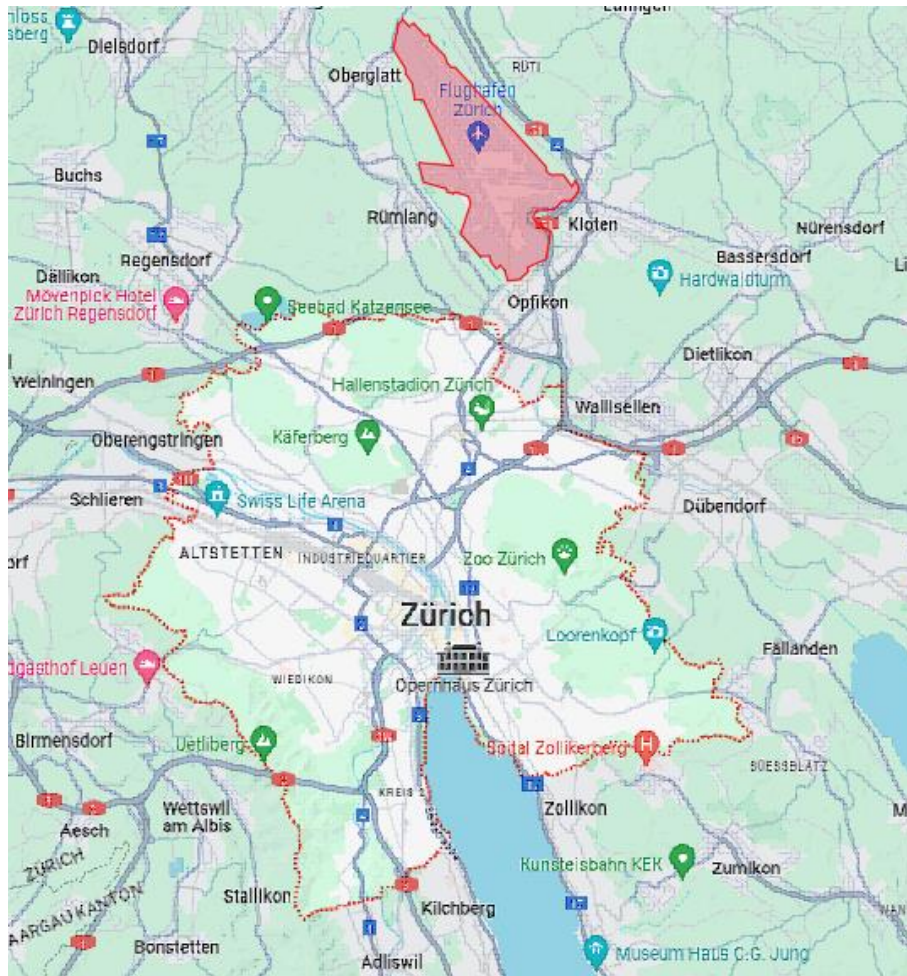 Dielsdorf
Oberglatt
RÜTI
Flughafen
Zürich
Buchs
Rümlang
Kloten
Nürensdorf
Regensdorf
Bassersdorf
Dällikon
Hardwaldturm
Mövenpick Hotel
Zürich Regensdorf
Seebad Katzensee
Opfikon
Dietlikon
Weiningen
Hallenstadion Zürich
Wallisellen
Oberengstringen
Käferberg
Schlieren
Swiss Life Arena
Dübendorf
ALTSTETTEN
INDUSTRIEQUARTIER
Zoo Zürich
Zürich
Loorenkopf
Fällanden
dgasthof Leuen
WIEDIKON
Opernhaus Zürich
Birmensdorf
Uetliberg
Spital Zollikerberg
SÜESSBLÄTZ
KREIS 2
Zollikon
Wettswil
am Albis
Aesch
ZÜRICH
AARGAU KANTON
Kunsteisbahn KEK
Zumikon
Stallikon
Kilchberg
Bonstetten
Adliswil
Museum Haus C.G. Jung